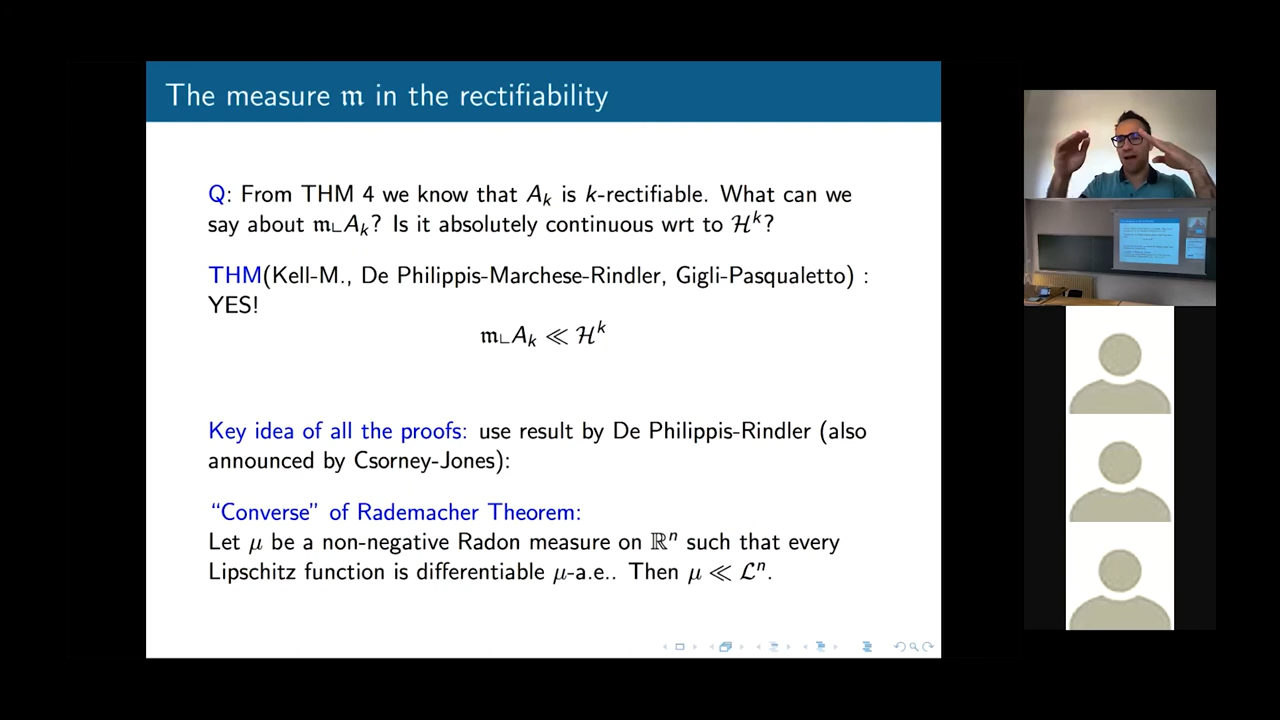 The measure 𝔪 in the rectifiability
Q: From THM 4 we know that A_k is k-rectifiable. What can we
say about 𝔪⌞A_k? Is it absolutely continuous wrt to ℋ^k?
THM(Kell-M., De Philippis-Marchese-Rindler, Gigli-Pasqualetto) :
YES!
𝔪⌞A_k ≪ ℋ^k
Key idea of all the proofs: use result by De Philippis-Rindler (also
announced by Csorney-Jones):
“Converse” of Rademacher Theorem:
Let μ be a non-negative Radon measure on ℝ^n such that every
Lipschitz function is differentiable μ-a.e.. Then μ ≪ ℒ^n.